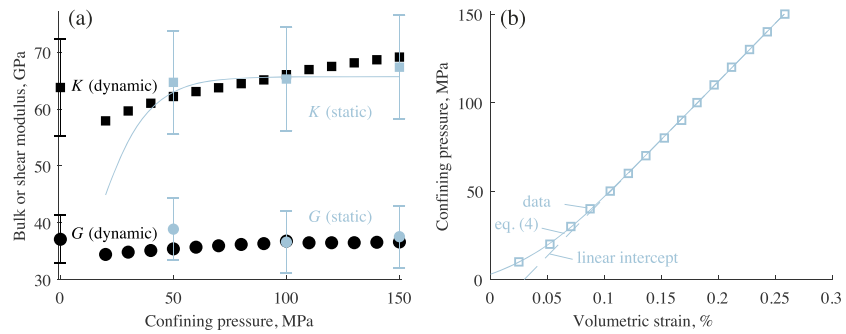 (a)
Bulk or shear modulus, GPa
70
60
50
40
30
K (dynamic)
K (static)
G (dynamic)
G (static)
0
50
100
150
Confining pressure, MPa
(b)
Confining pressure, MPa
150
100
50
0
data
eq. (4)
linear intercept
0
0.05
0.1
0.15
0.2
0.25
0.3
Volumetric strain, %